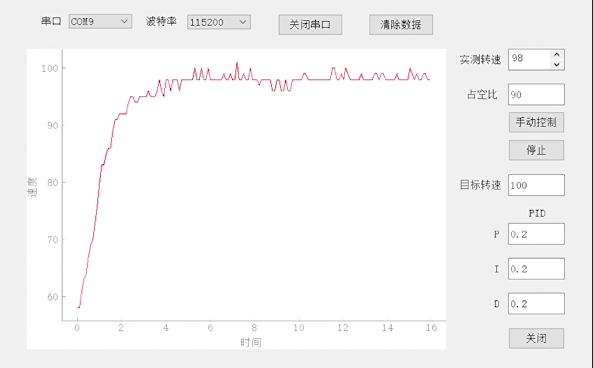 串口 COM9 波特率 115200 关闭串口 清除数据
实测转速 98
占空比 90
手动控制
停止
目标转速 100
PID
P 0.2
I 0.2
D 0.2
关闭
速度
100
90
80
70
60
0 2 4 6 8 10 12 14 16
时间